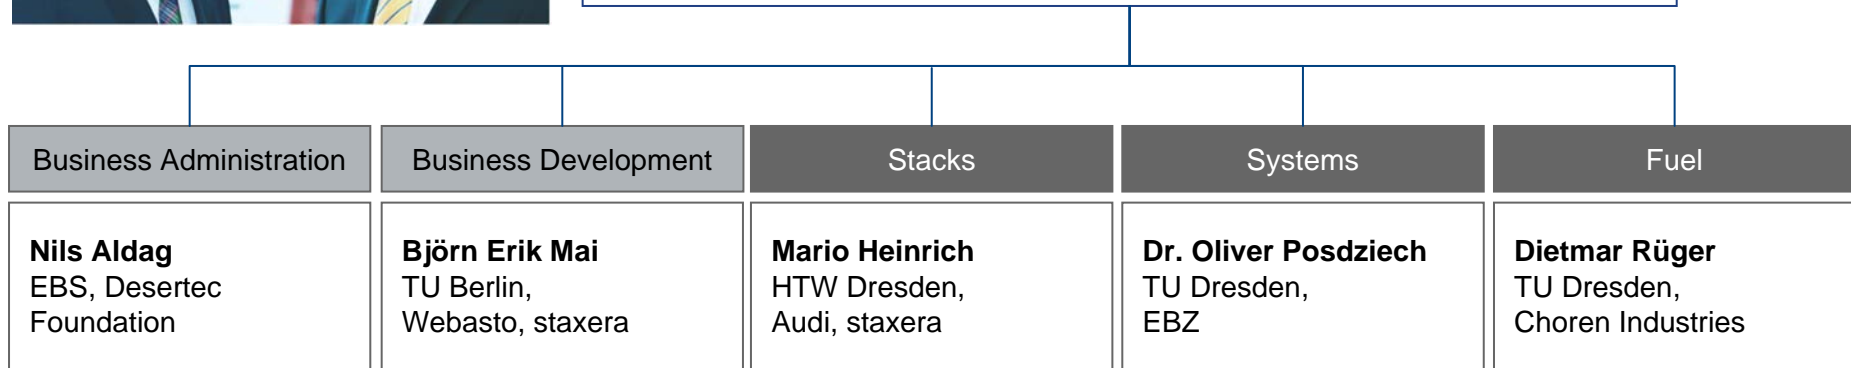 Business Administration
Business Development
Stacks
Systems
Fuel
Nils Aldag
EBS, Desertec
Foundation
Björn Erik Mai
TU Berlin,
Webasto, staxera
Mario Heinrich
HTW Dresden,
Audi, staxera
Dr. Oliver Posdziech
TU Dresden,
EBZ
Dietmar Rüger
TU Dresden,
Choren Industries